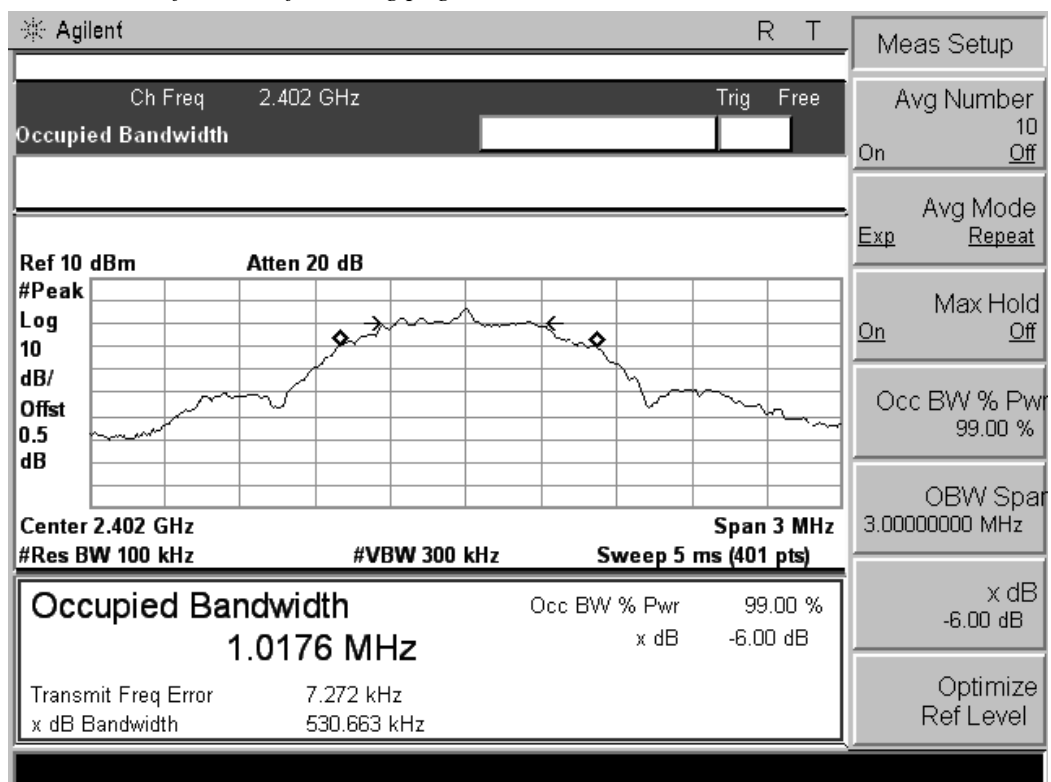 Agilent R T
Meas Setup
Ch Freq 2.402 GHz Trig Free
Occupied Bandwidth
Avg Number
10
On Off
Avg Mode
Exp Repeat
Max Hold
On Off
Occ BW % Pwr
99.00 %
OBW Span
3.00000000 MHz
x dB
-6.00 dB
Optimize
Ref Level
Ref 10 dBm Atten 20 dB
#Peak
Log
10
dB/
Offst
0.5
dB
Center 2.402 GHz Span 3 MHz
#Res BW 100 kHz #VBW 300 kHz Sweep 5 ms (401 pts)
Occupied Bandwidth
1.0176 MHz
Occ BW % Pwr 99.00 %
x dB -6.00 dB
Transmit Freq Error 7.272 kHz
x dB Bandwidth 530.663 kHz